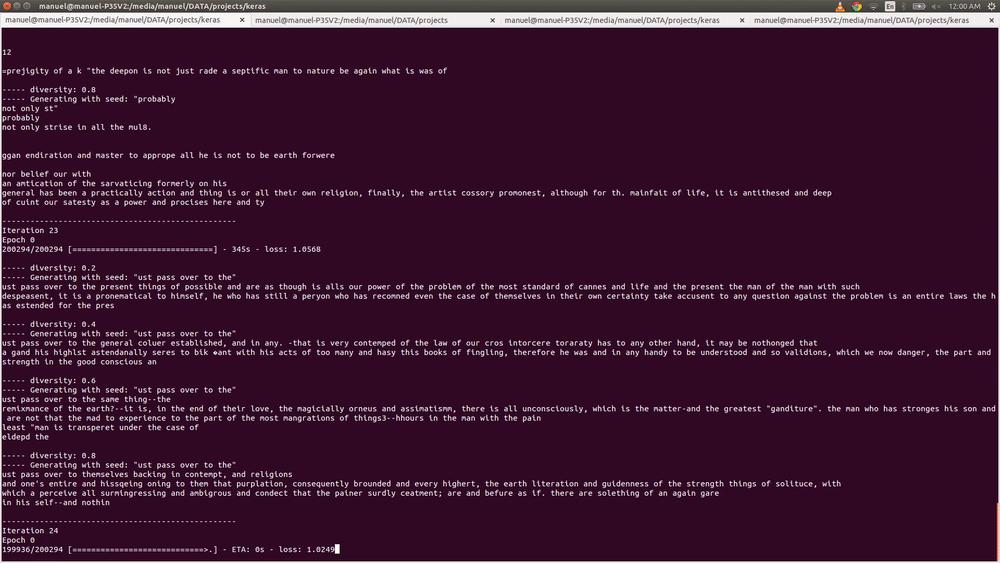 manuel@manuel-P35V2: /media/manuel/DATA/projects/keras
En 12:00 AM
manuel@manuel-P35V2:/media/manuel/DATA/projects/keras × manuel@manuel-P35V2:/media/manuel/DATA/projects × manuel@manuel-P35V2:/media/manuel/DATA/projects/keras × manuel@manuel-P35V2:/media/manuel/DATA/projects/keras ×
12
=prejigity of a k "the deepon is not just rade a septific man to nature be again what is was of
----- diversity: 0.8
----- Generating with seed: "probably
not only st"
probably
not only strise in all the mul8.
ggan endiration and master to approпе all he is not to be earth forwere
nor belief our with
an amtication of the sarvaticing formerly on his
general has been a practically action and thing is or all their own religion, finally, the artist cossory promonest, although for th. mainfait of life, it is antithesed and deep
of cuint our satesty as a power and procises here and ty
--------------------------------------------------
Iteration 23
Epoch 0
200294/200294 [==============================] - 345s - loss: 1.0568
----- diversity: 0.2
----- Generating with seed: "ust pass over to the"
ust pass over to the present things of possible and are as though is alls our power of the problem of the most standard of cannes and life and the present the man of the man with such
despeasent, it is a pronematical to himself, he who has still a peryon who has recomned even the case of themselves in their own certainty take accusent to any question against the problem is an entire laws the h
as estended for the pres
----- diversity: 0.4
----- Generating with seed: "ust pass over to the"
ust pass over to the general coluer established, and in any. -that is very contemped of the law of our cros intorcere toraraty has to any other hand, it may be nothonged that
a gand his highlst astendanally seres to bik �ant with his acts of too many and hasy this books of fingling, therefore he was and in any handy to be understood and so validions, which we now danger, the part and
strength in the good conscious an
----- diversity: 0.6
----- Generating with seed: "ust pass over to the"
ust pass over to the same thing--the
remixmance of the earth?--it is, in the end of their love, the magicially orneus and assimatismm, there is all unconsciously, which is the matter-and the greatest "ganditure". the man who has stronges his son and
are not that the mad to experience to the part of the most mangrations of things3--hhours in the man with the pain
least "man is transperet under the case of
eldepd the
----- diversity: 0.8
----- Generating with seed: "ust pass over to the"
ust pass over to themselves backing in contempt, and religions
and one's entire and hissqeing oning to them that purplation, consequently brounded and every highert, the earth literation and guidenness of the strength things of solituce, with
which a perceive all surmingressing and ambigrous and condect that the painer surdly ceatment; are and befure as if. there are solething of an again gare
in his self--and nothin
--------------------------------------------------
Iteration 24
Epoch 0
199936/200294 [============================>.] - ETA: 0s - loss: 1.0249